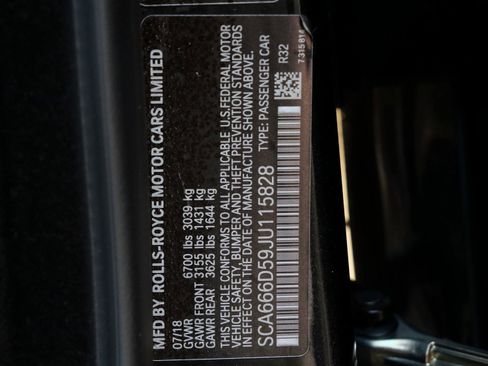 MFD BY ROLLS-ROYCE MOTOR CARS LIMITED
07/18
GVWR 6700 lbs 3039 kg
GAWR FRONT 3155 lbs 1431 kg
GAWR REAR 3625 lbs 1644 kg
THIS VEHICLE CONFORMS TO ALL APPLICABLE U.S.FEDERAL MOTOR
VEHICLE SAFETY, BUMPER AND THEFT PREVENTION STANDARDS
IN EFFECT ON THE DATE OF MANUFACTURE SHOWN ABOVE.
SCA666D59JU115828 TYPE: PASSENGER CAR
R32
7315814